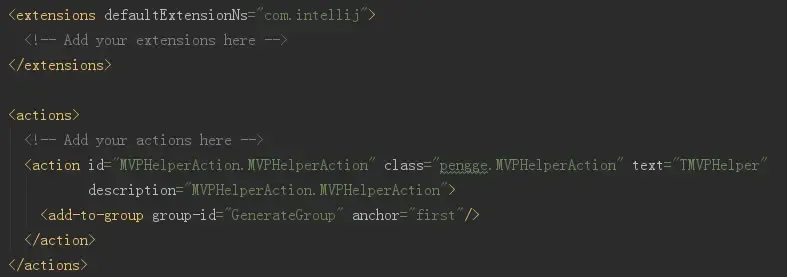 <extensions defaultExtensionNs="com.intellij">
<!-- Add your extensions here -->
</extensions>
<actions>
<!-- Add your actions here -->
<action id="MVPHelperAction.MVPHelperAction" class="pengge.MVPHelperAction" text="TMVPHelper"
description="MVPHelperAction.MVPHelperAction">
<add-to-group group-id="GenerateGroup" anchor="first"/>
</action>
</actions>